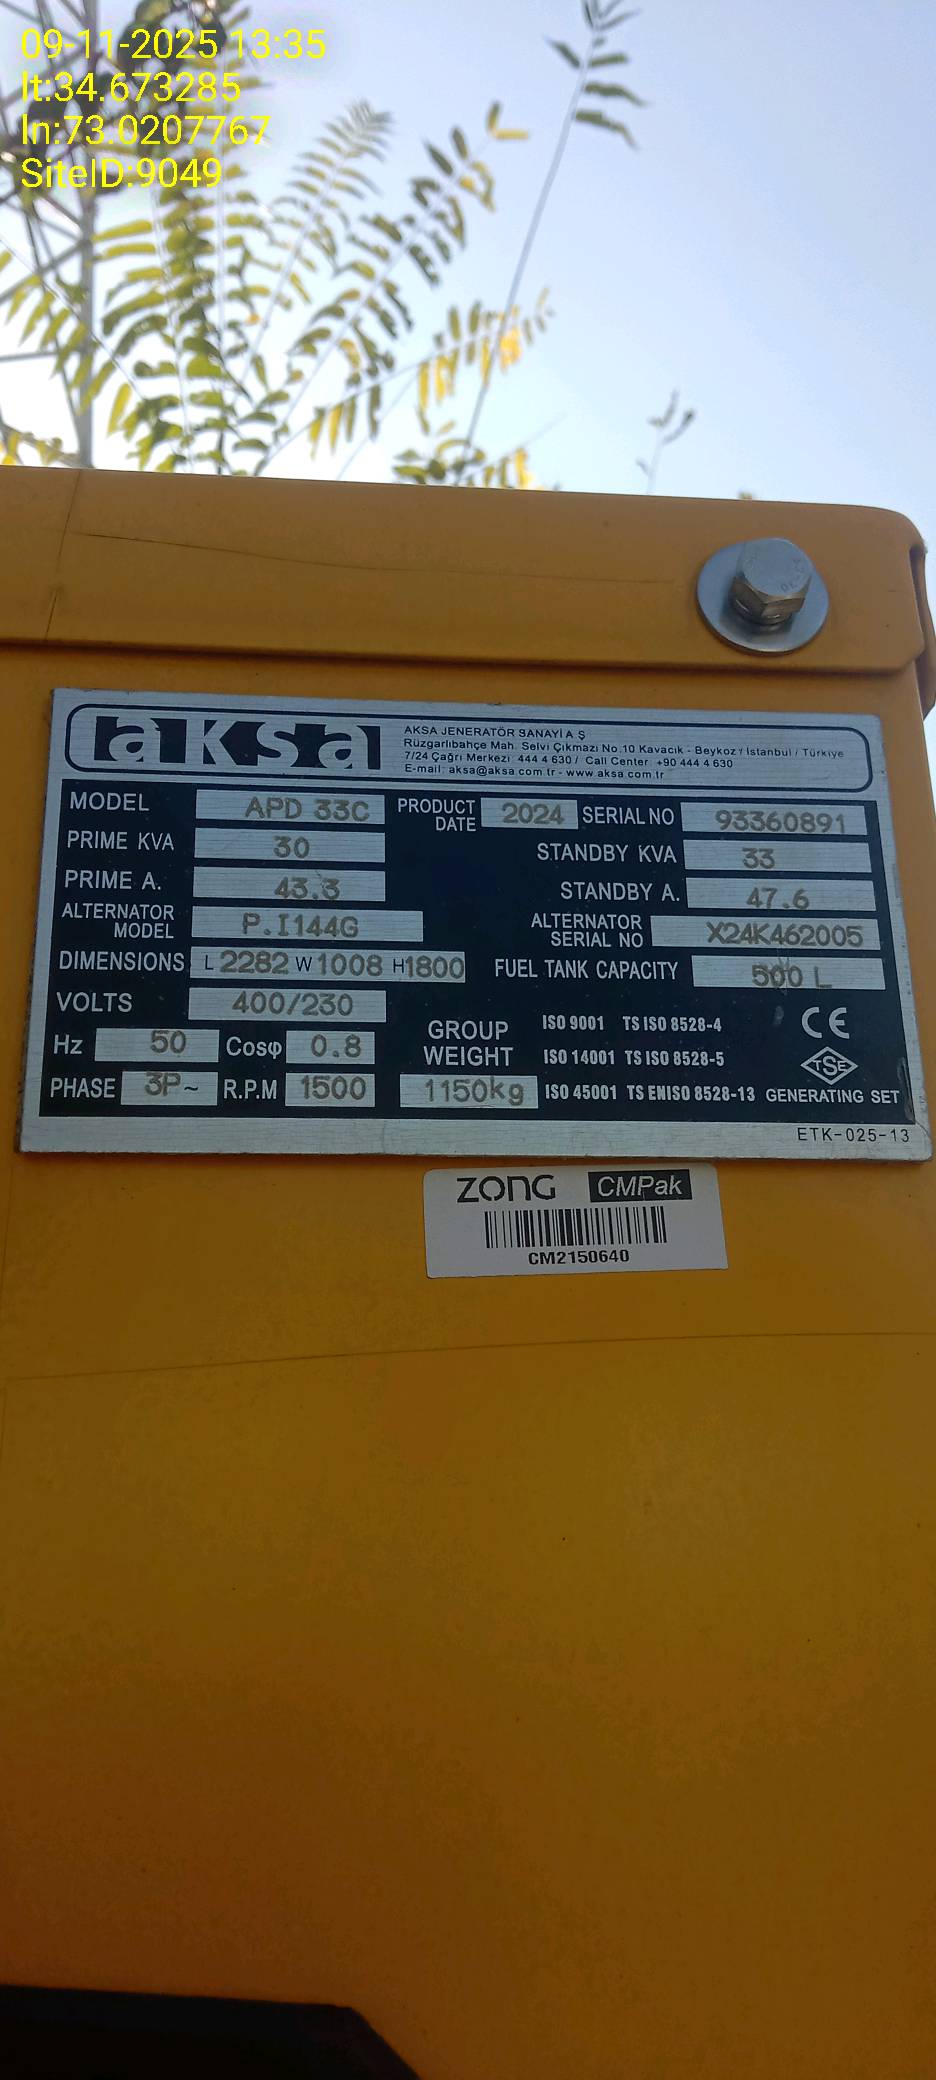 09-11-2025 13:35
lt:34.673285
ln:73.0207767
SiteID:9049
aksa
AKSA JENERATÖR SANAYİ A.Ş
Rüzgarlıbahçe Mah. Selvi Çıkmazı No.10 Kavacık - Beykoz / İstanbul / Türkiye
7/24 Çağrı Merkezi: 444 4 630 / Call Center: +90 444 4 630
E-mail: aksa@aksa.com.tr - www.aksa.com.tr
MODEL APD 33C PRODUCT DATE 2024 SERIAL NO 93360891
PRIME KVA 30 STANDBY KVA 33
PRIME A. 43.3 STANDBY A. 47.6
ALTERNATOR MODEL P.I144G ALTERNATOR SERIAL NO X24K462005
DIMENSIONS L 2282 W 1008 H 1800 FUEL TANK CAPACITY 500 L
VOLTS 400/230
Hz 50 Cosφ 0.8
PHASE 3P~ R.P.M 1500
GROUP WEIGHT 1150kg
ISO 9001 TS ISO 8528-4
ISO 14001 TS ISO 8528-5
ISO 45001 TS EN ISO 8528-13
CE
TSE
GENERATING SET
ETK-025-13
ZONG CMPak
CM2150640